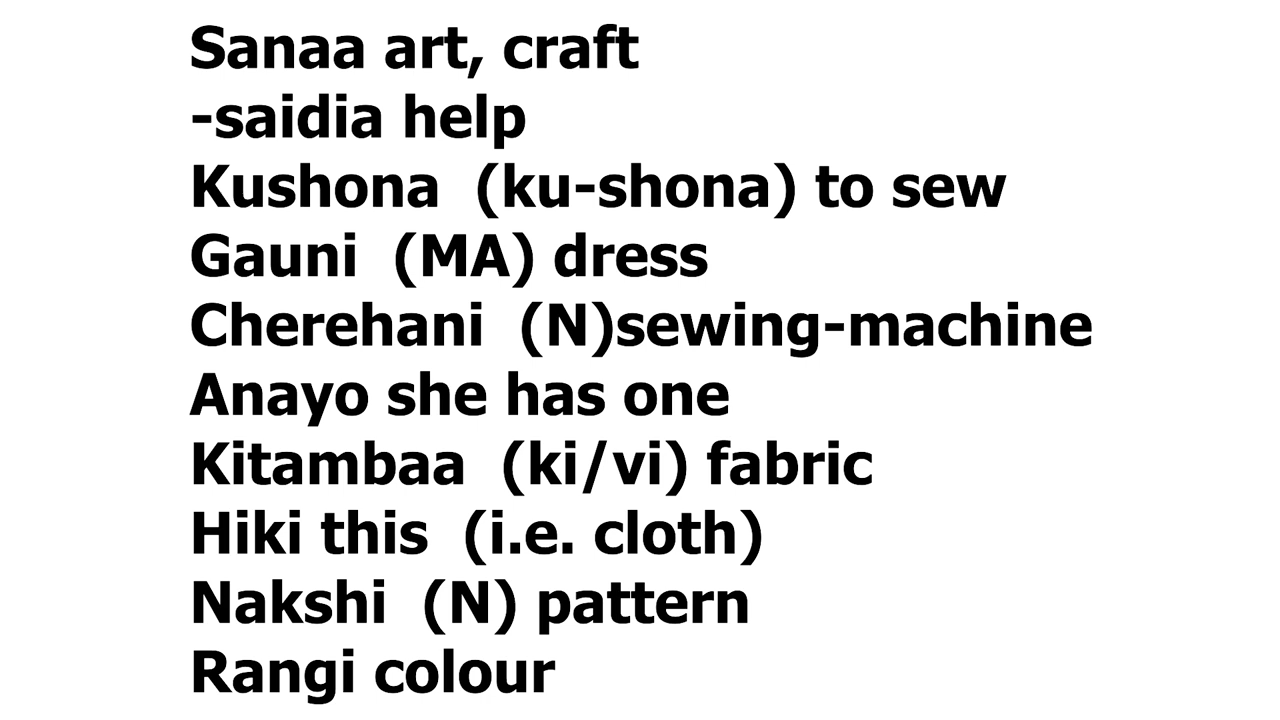 Sanaa art, craft
-saidia help
Kushona  (ku-shona) to sew
Gauni  (MA) dress
Cherehani  (N)sewing-machine
Anayo she has one
Kitambaa  (ki/vi) fabric
Hiki this  (i.e. cloth)
Nakshi  (N) pattern
Rangi colour